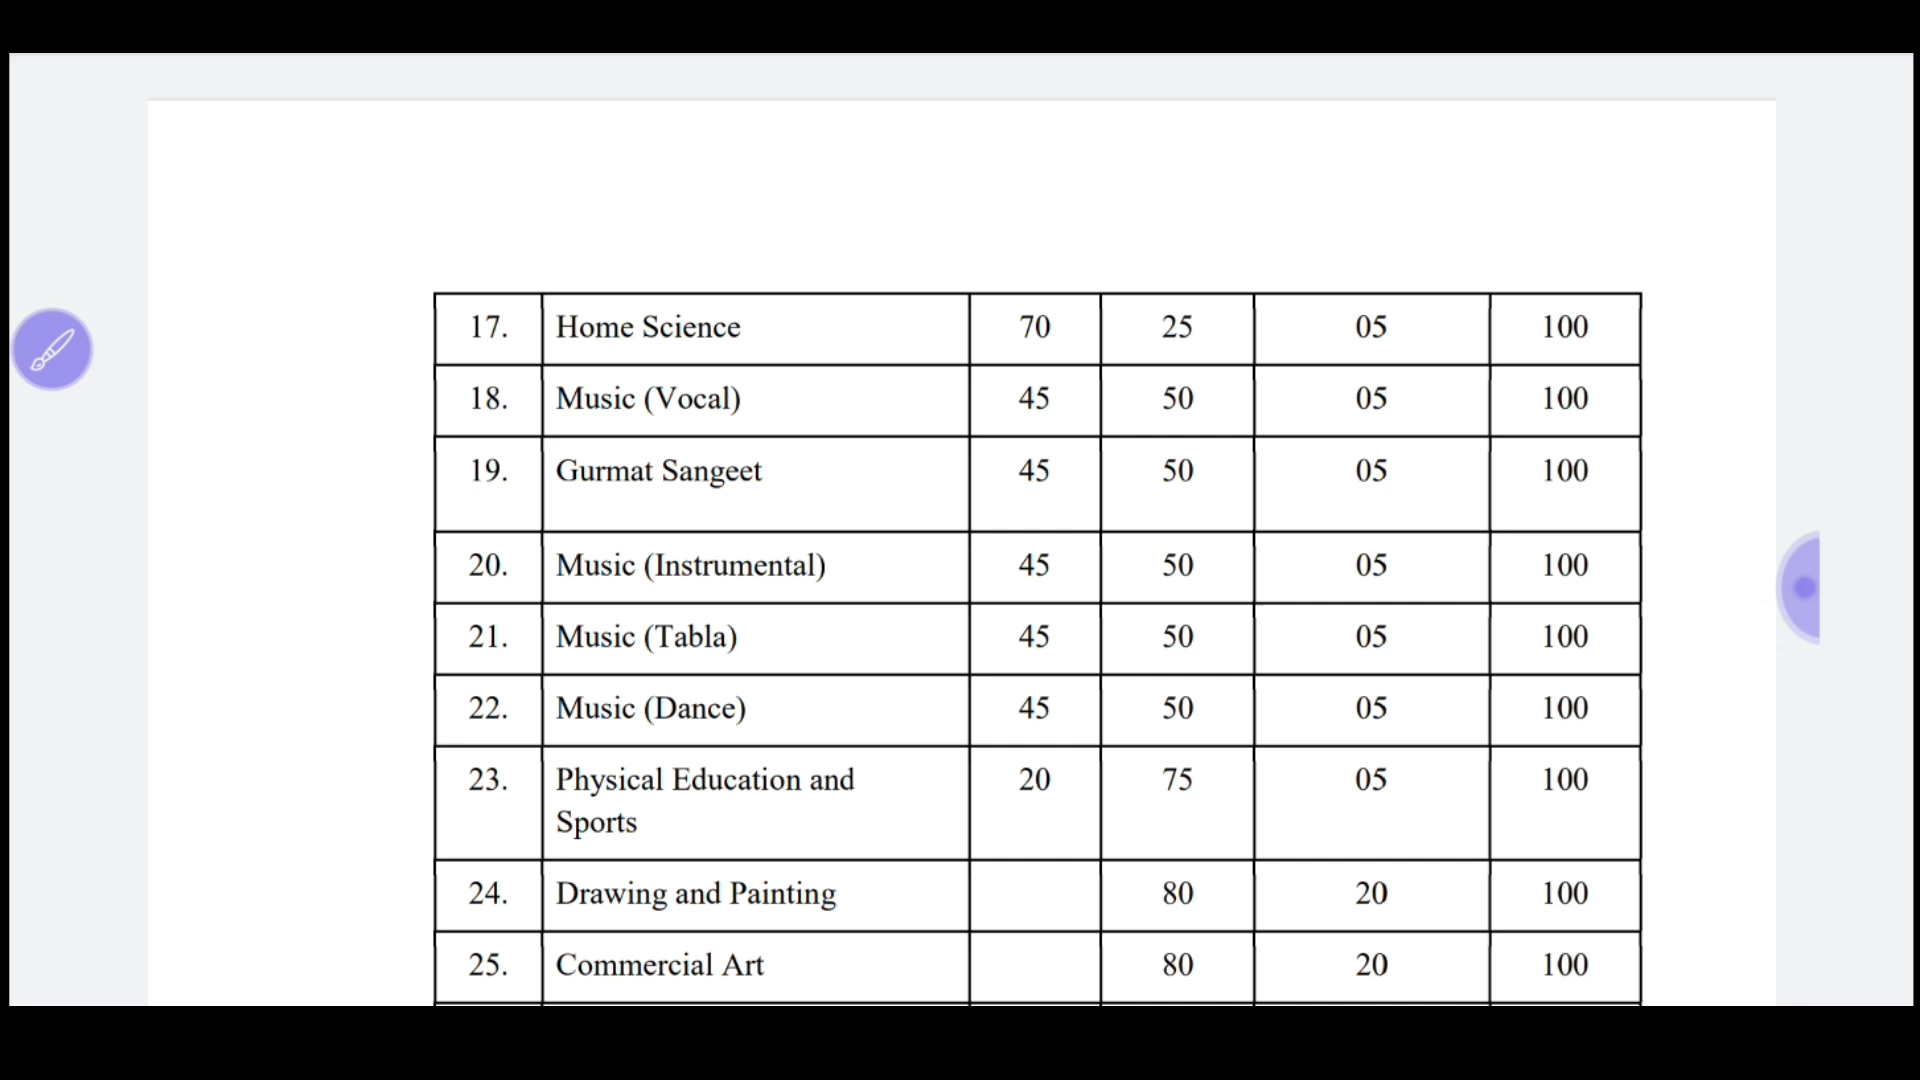 17. Home Science 70 25 05 100
18. Music (Vocal) 45 50 05 100
19. Gurmat Sangeet 45 50 05 100
20. Music (Instrumental) 45 50 05 100
21. Music (Tabla) 45 50 05 100
22. Music (Dance) 45 50 05 100
23. Physical Education and 20 75 05 100
Sports
24. Drawing and Painting 80 20 100
25. Commercial Art 80 20 100